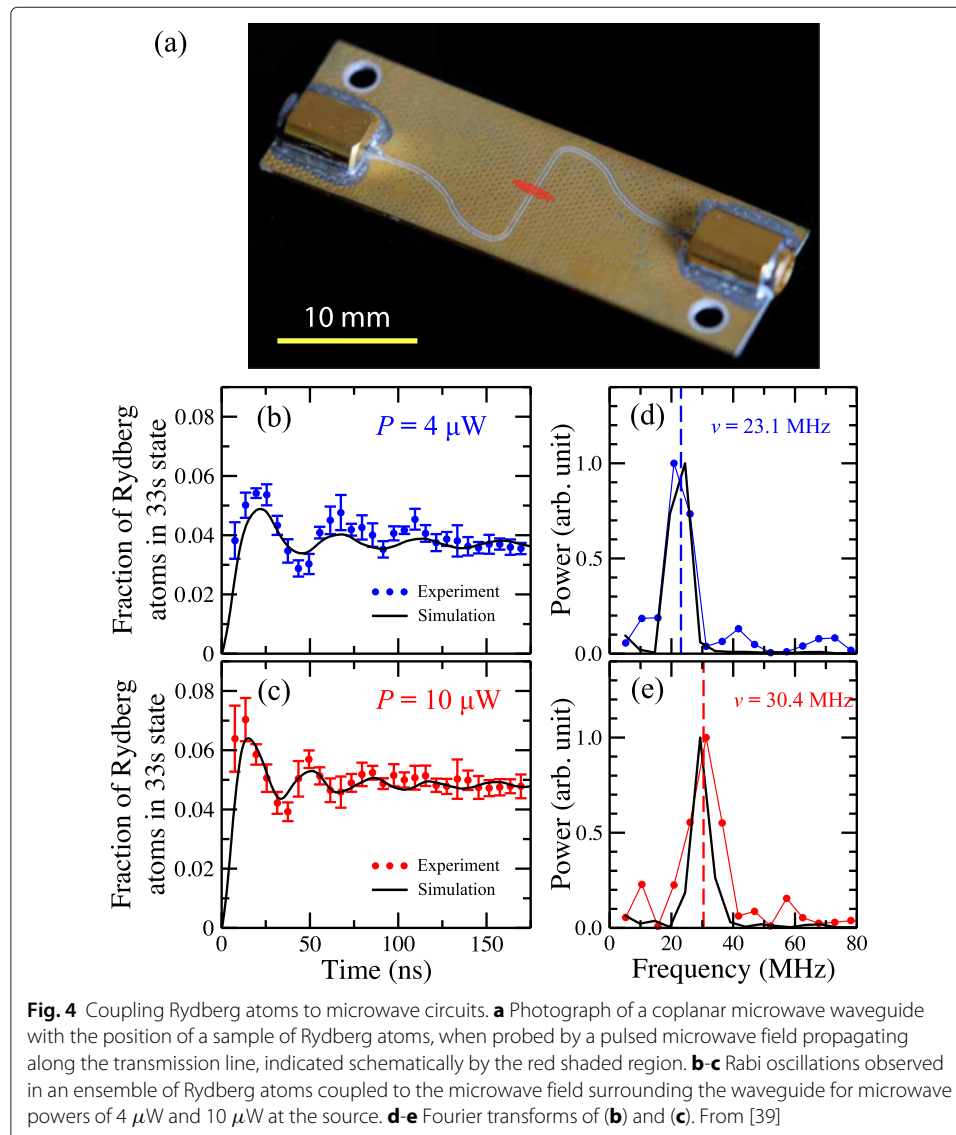 (a)
10 mm
(b)
P = 4 μW
Fraction of Rydberg
atoms in 33s state
0.08
0.06
0.04
0.02
0
Experiment
Simulation
(d)
ν = 23.1 MHz
Power (arb. unit)
1.0
0.5
0.0
(c)
P = 10 μW
Fraction of Rydberg
atoms in 33s state
0.08
0.06
0.04
0.02
0
Experiment
Simulation
0 50 100 150
Time (ns)
(e)
ν = 30.4 MHz
Power (arb. unit)
1.0
0.5
0.0
0 20 40 60 80
Frequency (MHz)
Fig. 4 Coupling Rydberg atoms to microwave circuits. a Photograph of a coplanar microwave waveguide
with the position of a sample of Rydberg atoms, when probed by a pulsed microwave field propagating
along the transmission line, indicated schematically by the red shaded region. b-c Rabi oscillations observed
in an ensemble of Rydberg atoms coupled to the microwave field surrounding the waveguide for microwave
powers of 4 μW and 10 μW at the source. d-e Fourier transforms of (b) and (c). From [39]